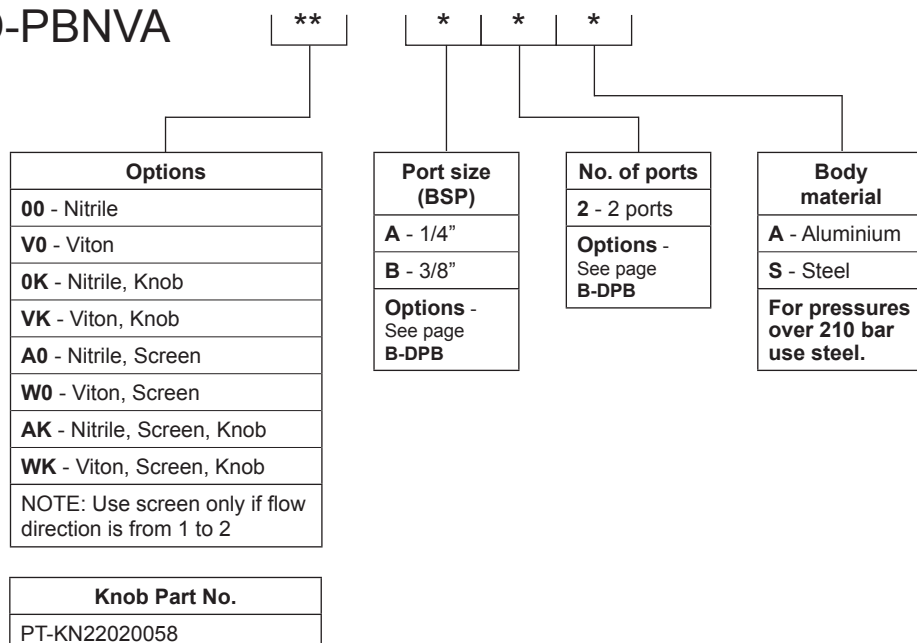 -PBNVA
** * * *
Options
00 - Nitrile
V0 - Viton
0K - Nitrile, Knob
VK - Viton, Knob
A0 - Nitrile, Screen
W0 - Viton, Screen
AK - Nitrile, Screen, Knob
WK - Viton, Screen, Knob
NOTE: Use screen only if flow
direction is from 1 to 2
Port size
(BSP)
A - 1/4”
B - 3/8”
Options -
See page
B-DPB
No. of ports
2 - 2 ports
Options -
See page
B-DPB
Body
material
A - Aluminium
S - Steel
For pressures
over 210 bar
use steel.
Knob Part No.
PT-KN22020058